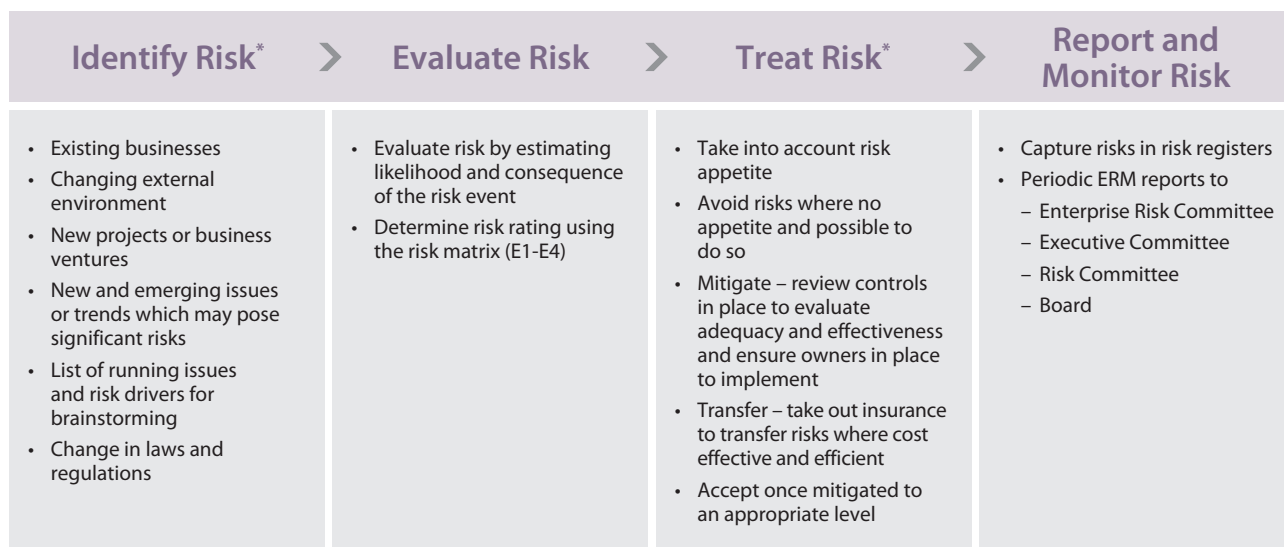 Identify Risk*
Evaluate Risk
Treat Risk*
Report and
Monitor Risk
• Existing businesses
• Changing external
environment
• New projects or business
ventures
• New and emerging issues
or trends which may pose
significant risks
• List of running issues
and risk drivers for
brainstorming
• Change in laws and
regulations
• Evaluate risk by estimating
likelihood and consequence
of the risk event
• Determine risk rating using
the risk matrix (E1-E4)
• Take into account risk
appetite
• Avoid risks where no
appetite and possible to
do so
• Mitigate – review controls
in place to evaluate
adequacy and effectiveness
and ensure owners in place
to implement
• Transfer – take out insurance
to transfer risks where cost
effective and efficient
• Accept once mitigated to
an appropriate level
• Capture risks in risk registers
• Periodic ERM reports to
– Enterprise Risk Committee
– Executive Committee
– Risk Committee
– Board